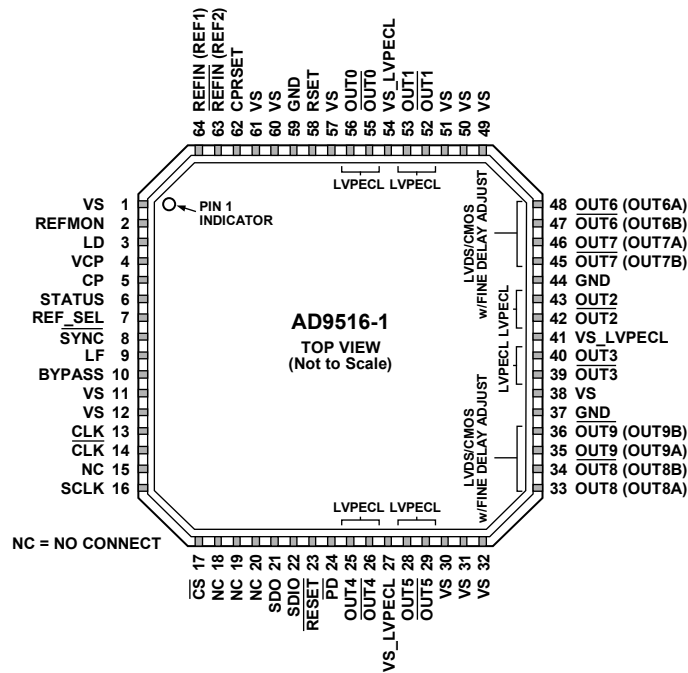 64 REFIN (REF1)
63 REFIN (REF2)
62 CPRSET
61 VS
60 VS
59 GND
58 RSET
57 VS
56 OUT0
55 OUT0
54 VS_LVPECL
53 OUT1
52 OUT1
51 VS
50 VS
49 VS
LVPECL LVPECL
VS 1
REFMON 2
LD 3
VCP 4
CP 5
STATUS 6
REF_SEL 7
SYNC 8
LF 9
BYPASS 10
VS 11
VS 12
CLK 13
CLK 14
NC 15
SCLK 16
PIN 1
INDICATOR
AD9516-1
TOP VIEW
(Not to Scale)
LVDS/CMOS
w/FINE DELAY ADJUST
LVPECL
LVPECL
LVDS/CMOS
w/FINE DELAY ADJUST
48 OUT6 (OUT6A)
47 OUT6 (OUT6B)
46 OUT7 (OUT7A)
45 OUT7 (OUT7B)
44 GND
43 OUT2
42 OUT2
41 VS_LVPECL
40 OUT3
39 OUT3
38 VS
37 GND
36 OUT9 (OUT9B)
35 OUT9 (OUT9A)
34 OUT8 (OUT8B)
33 OUT8 (OUT8A)
LVPECL LVPECL
NC = NO CONNECT
CS 17
NC 18
NC 19
NC 20
SDO 21
SDIO 22
RESET 23
PD 24
OUT4 25
OUT4 26
VS_LVPECL 27
OUT5 28
OUT5 29
VS 30
VS 31
VS 32